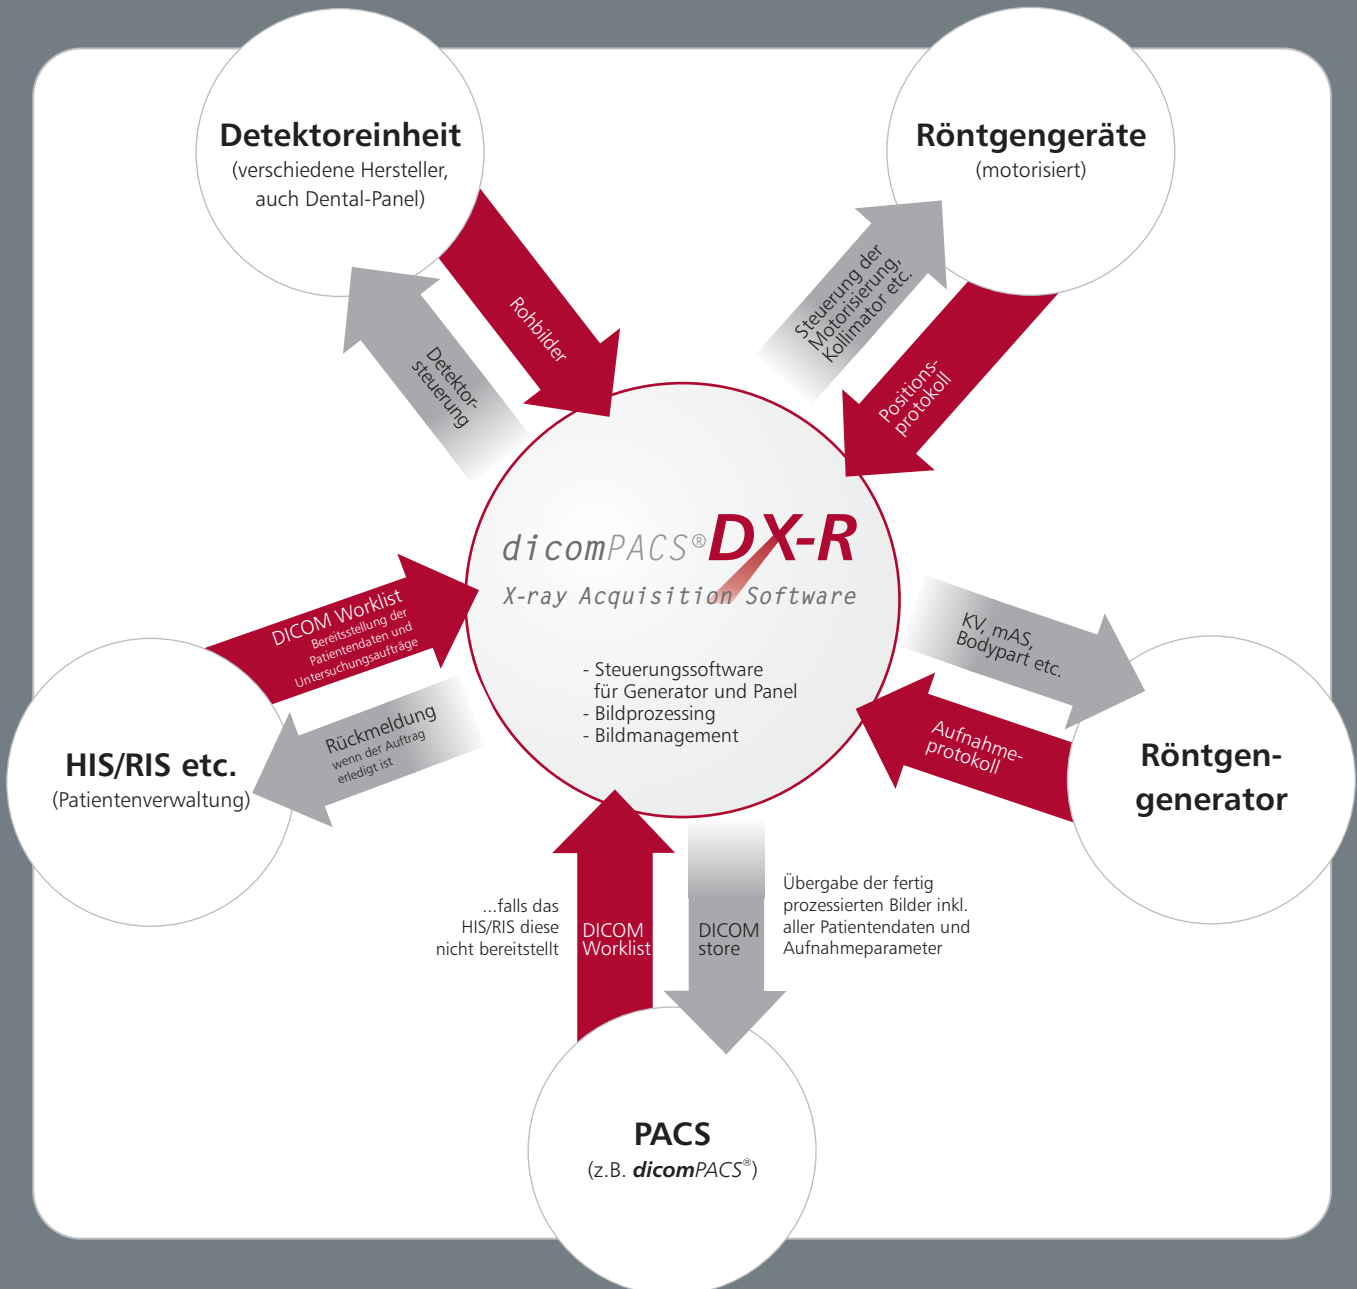 Detektoreinheit
(verschiedene Hersteller,
auch Dental-Panel)
Röntgengeräte
(motorisiert)
Rohbilder
Detektor-
steuerung
Steuerung der
Motorisierung,
Kollimator etc.
Positions-
protokoll
dicomPACS® DX-R
X-ray Acquisition Software
- Steuerungssoftware
für Generator und Panel
- Bildprozessing
- Bildmanagement
DICOM Worklist
Bereitsstellung der
Patientendaten und
Untersuchungsaufträge
Rückmeldung
wenn der Auftrag
erledigt ist
HIS/RIS etc.
(Patientenverwaltung)
KV, mAS,
Bodypart etc.
Aufnahme-
protokoll
Röntgen-
generator
...falls das
HIS/RIS diese
nicht bereitstellt
DICOM
Worklist
DICOM
store
Übergabe der fertig
prozessierten Bilder inkl.
aller Patientendaten und
Aufnahmeparameter
PACS
(z.B. dicomPACS®)